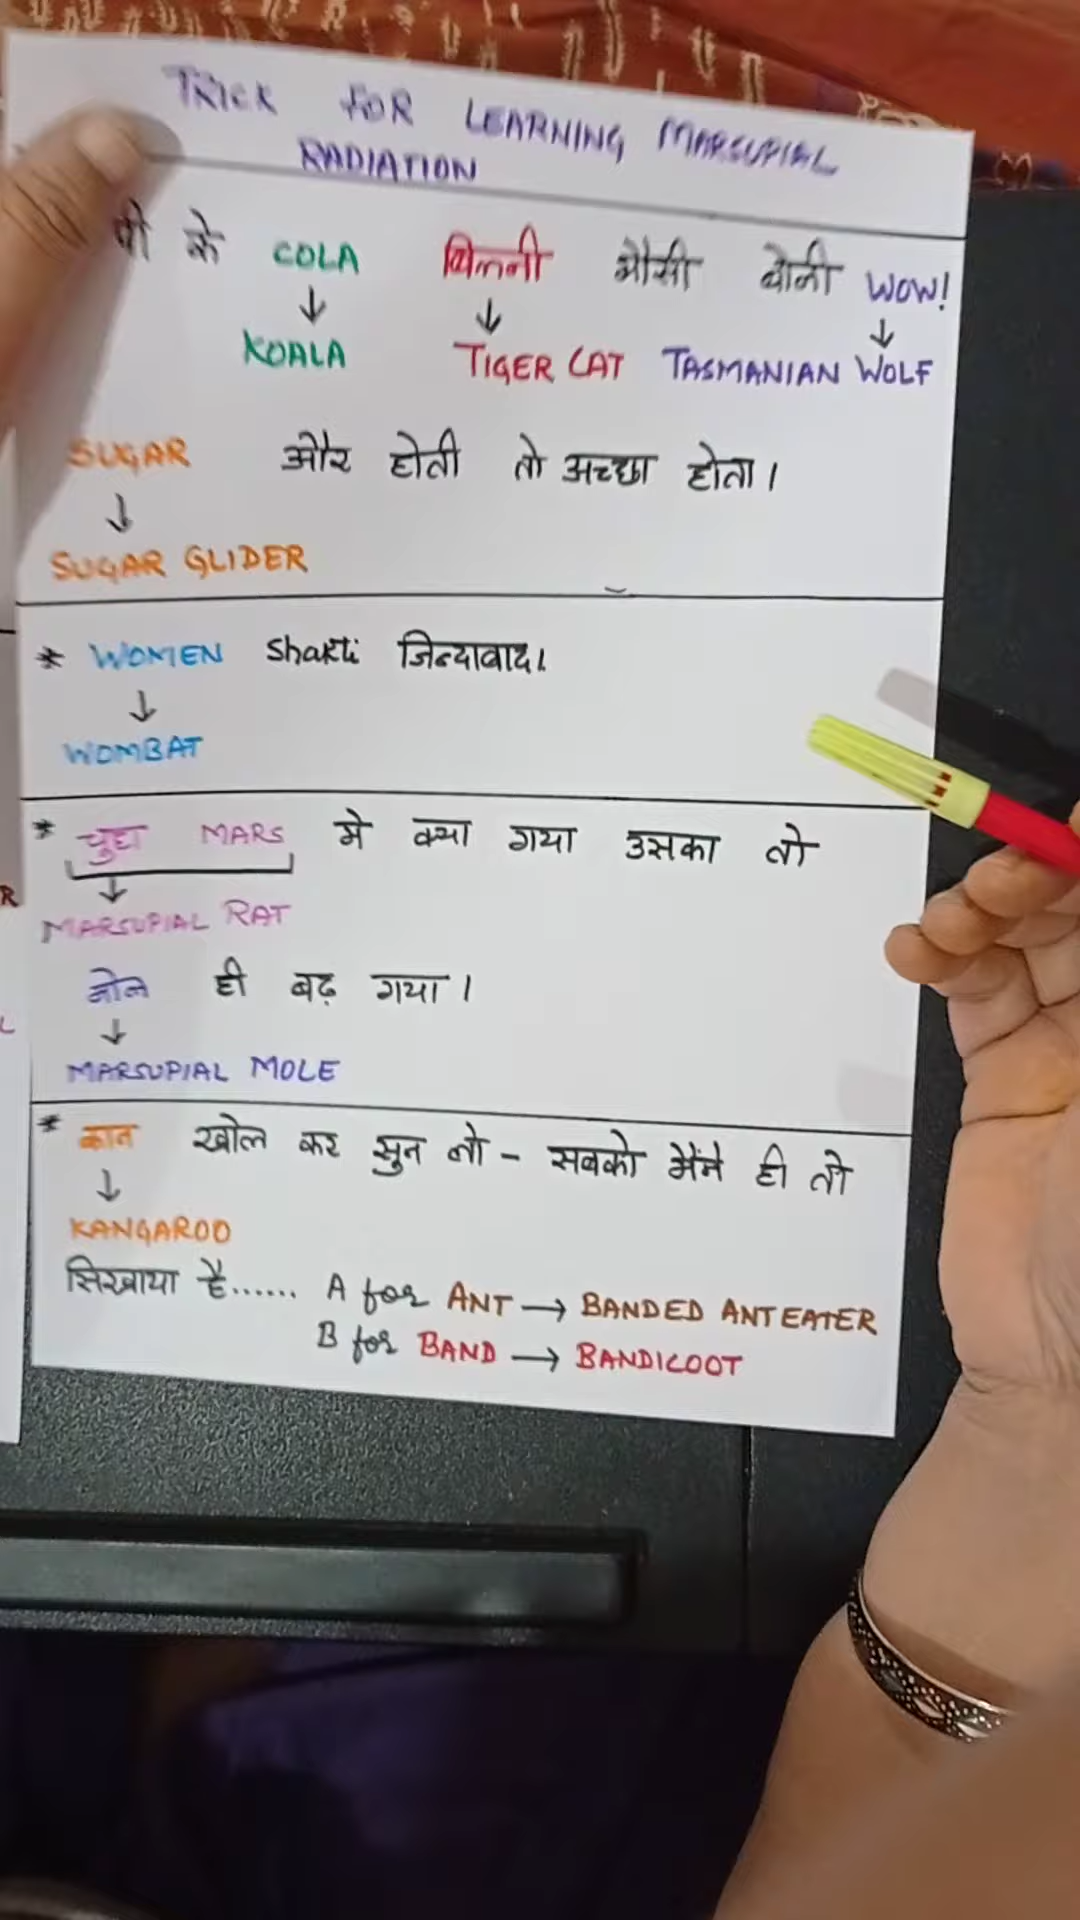 TRICK FOR LEARNING MARSUPIAL
RADIATION
के COLA बिल्ली मौसी बोली WOW!
↓ ↓ ↓
KOALA TIGER CAT TASMANIAN WOLF
SUGAR और होती तो अच्छा होता।
↓
SUGAR GLIDER
* WOMEN Shakti जिन्दाबाद।
↓
WOMBAT
* चुहा MARS मे क्या गया उसका तो
↓
MARSUPIAL RAT
मोल ही बढ़ गया।
↓
MARSUPIAL MOLE
* कान खोल कर सुन लो - सबको मैंने ही तो
↓
KANGAROO
सिखाया है...... A for ANT → BANDED ANTEATER
B for BAND → BANDICOOT